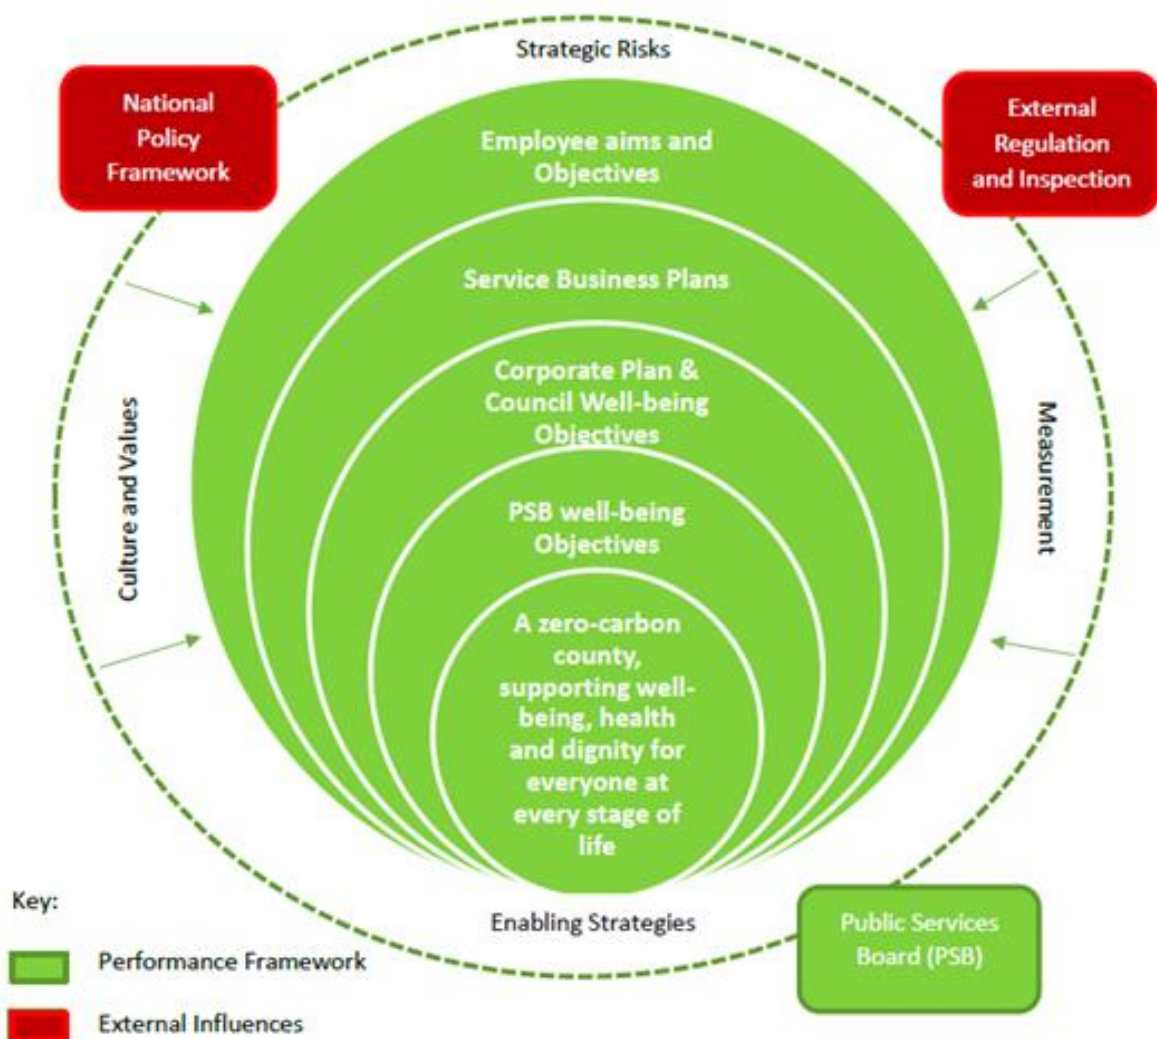 Strategic Risks
National
Policy
Framework
External
Regulation
and Inspection
Employee aims and
Objectives
Service Business Plans
Corporate Plan &
Council Well-being
Objectives
Culture and Values
Measurement
PSB well-being
Objectives
A zero-carbon
county,
supporting well-
being, health
and dignity for
everyone at
every stage of
life
Enabling Strategies
Public Services
Board (PSB)
Key:
Performance Framework
External Influences